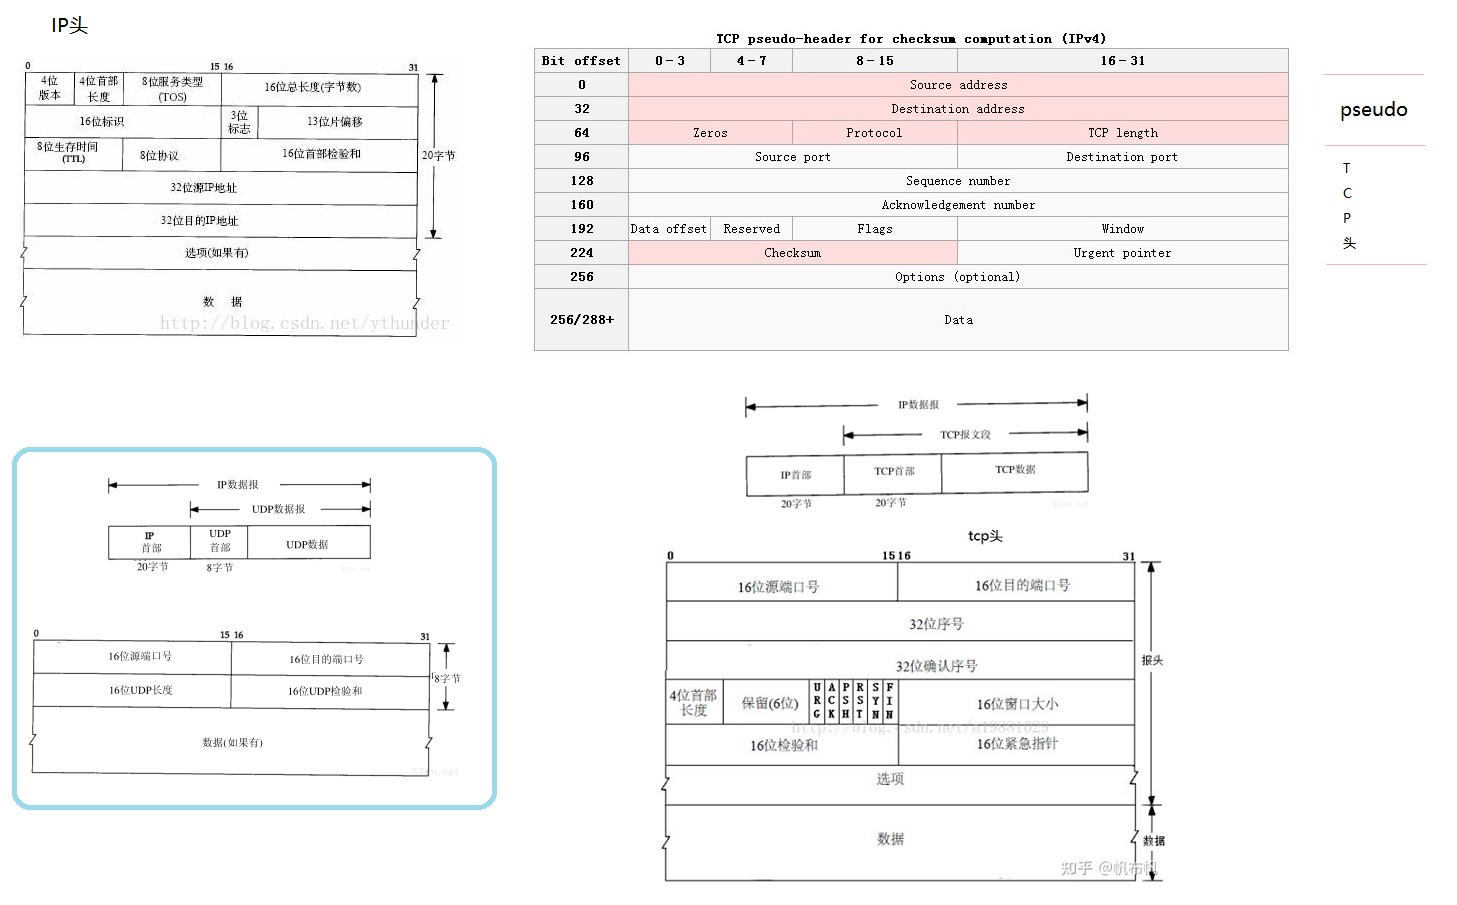 IP头
0 15 16 31
4位版本 4位首部长度 8位服务类型(TOS) 16位总长度(字节数)
16位标识 3位标志 13位片偏移
8位生存时间(TTL) 8位协议 16位首部检验和
20字节
32位源IP地址
32位目的IP地址
选项(如果有)
数 据
http://blog.csdn.net/ythunder
TCP pseudo-header for checksum computation (IPv4)
Bit offset 0-3 4-7 8-15 16-31
0 Source address
32 Destination address
64 Zeros Protocol TCP length
96 Source port Destination port
128 Sequence number
160 Acknowledgement number
192 Data offset Reserved Flags Window
224 Checksum Urgent pointer
256 Options (optional)
256/288+ Data
pseudo
T
C
P
头
IP数据报
UDP数据报
IP首部 UDP首部 UDP数据
20字节 8字节
0 15 16 31
16位源端口号 16位目的端口号
8字节
16位UDP长度 16位UDP检验和
数据(如果有)
IP数据报
TCP报文段
IP首部 TCP首部 TCP数据
20字节 20字节
tcp头
0 15 16 31
16位源端口号 16位目的端口号
32位序号
32位确认序号
报头
4位首部长度 保留(6位) URG ACK PSH RST SYN FIN 16位窗口大小
http://blog.csdn.net/a19881029
16位检验和 16位紧急指针
选项
数据
数据
知乎 @帆布帆